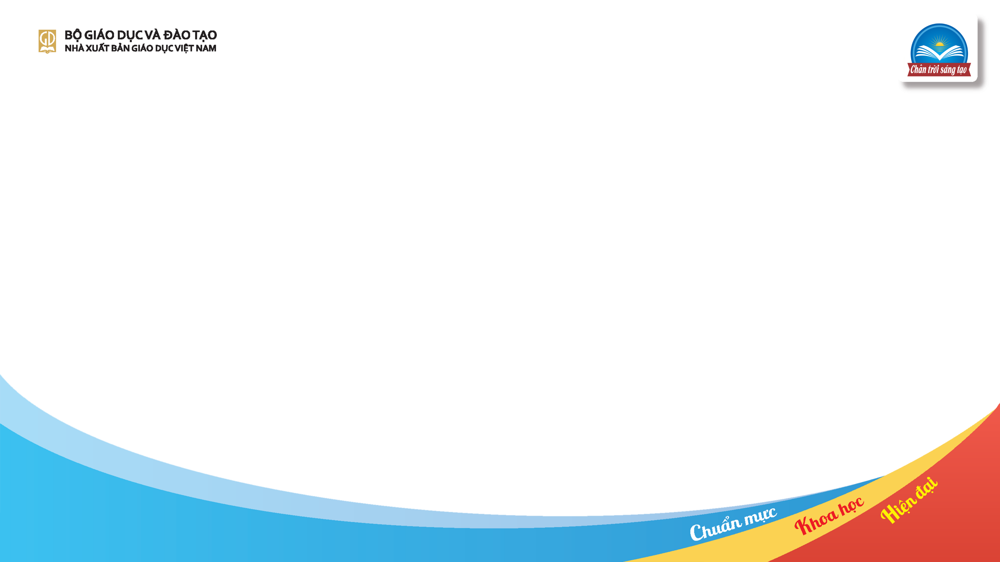 BỘ GIÁO DỤC VÀ ĐÀO TẠO
NHÀ XUẤT BẢN GIÁO DỤC VIỆT NAM
Chân trời sáng tạo
Chuẩn mực
Khoa học
Hiện đại